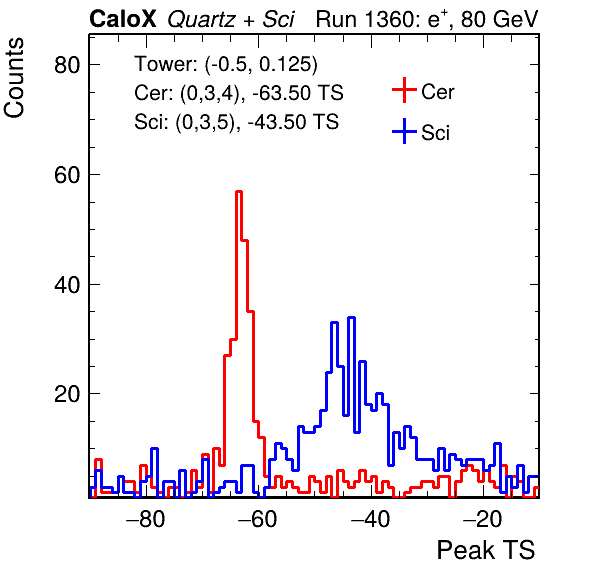 CaloX Quartz + Sci Run 1360: e⁺, 80 GeV
Counts
Tower: (-0.5, 0.125)
Cer: (0,3,4), -63.50 TS
Sci: (0,3,5), -43.50 TS
Cer
Sci
80
60
40
20
−80 −60 −40 −20
Peak TS